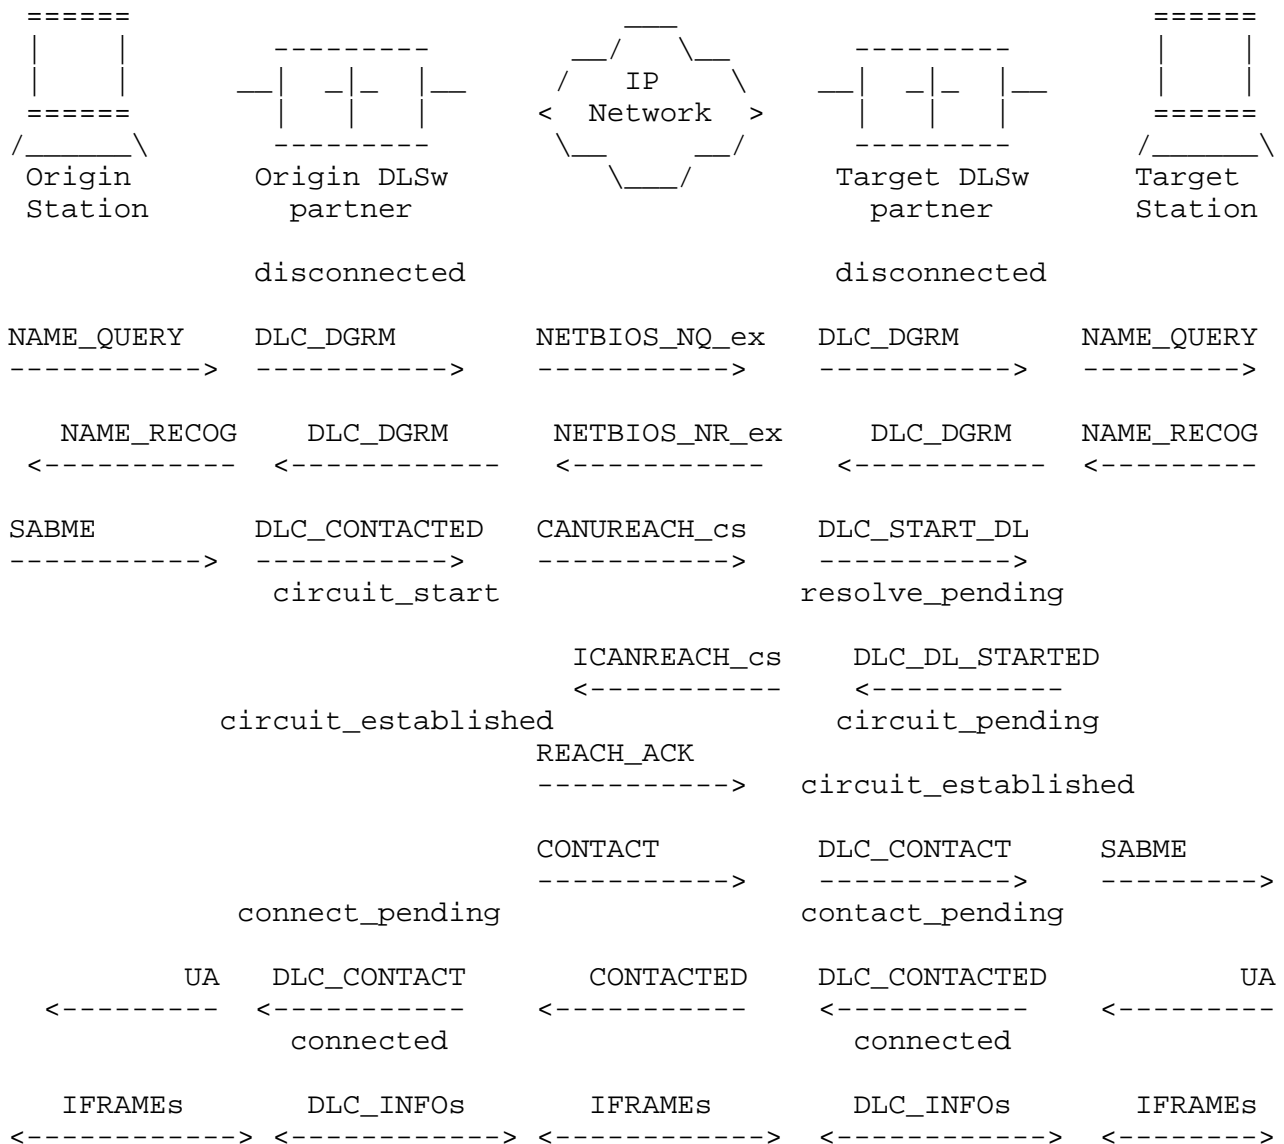 IP
Network
Origin Origin DLSw Target DLSw Target
Station partner partner Station
disconnected disconnected
NAME_QUERY DLC_DGRM NETBIOS_NQ_ex DLC_DGRM NAME_QUERY
NAME_RECOG DLC_DGRM NETBIOS_NR_ex DLC_DGRM NAME_RECOG
SABME DLC_CONTACTED CANUREACH_cs DLC_START_DL
circuit_start resolve_pending
ICANREACH_cs DLC_DL_STARTED
circuit_established circuit_pending
REACH_ACK
circuit_established
CONTACT DLC_CONTACT SABME
connect_pending contact_pending
UA DLC_CONTACT CONTACTED DLC_CONTACTED UA
connected connected
IFRAMEs DLC_INFOs IFRAMEs DLC_INFOs IFRAMEs